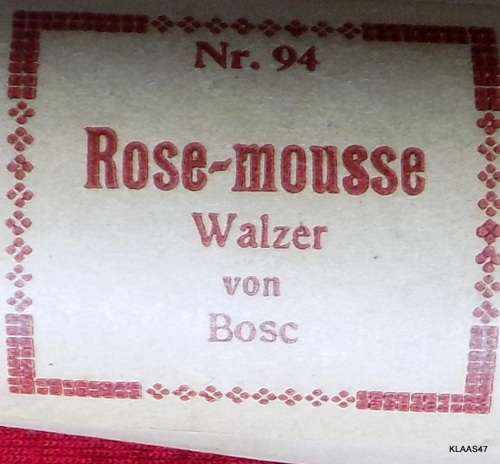 Nr. 94
Rose-mousse
Walzer
von
Bosc
KLAAS47